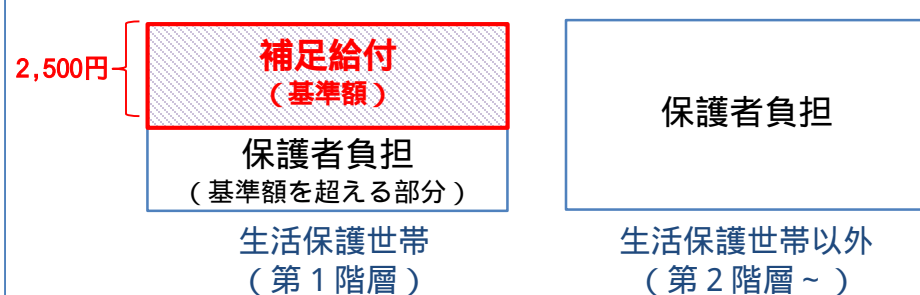 2,500円
補足給付
（基準額）
保護者負担
（基準額を超える部分）
生活保護世帯
（第１階層）
保護者負担
生活保護世帯以外
（第２階層～）